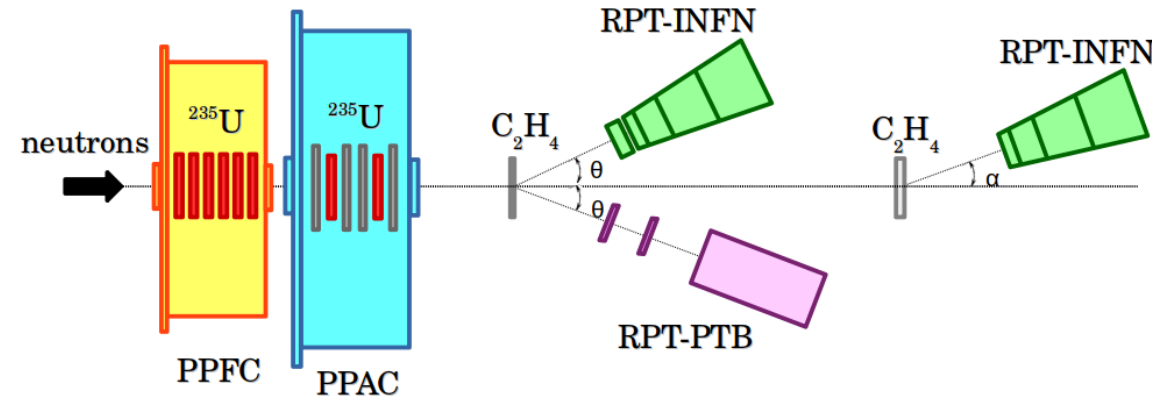 RPT-INFN
RPT-INFN
²³⁵U
²³⁵U
C₂H₄
C₂H₄
neutrons
θ
α
θ
RPT-PTB
PPFC
PPAC